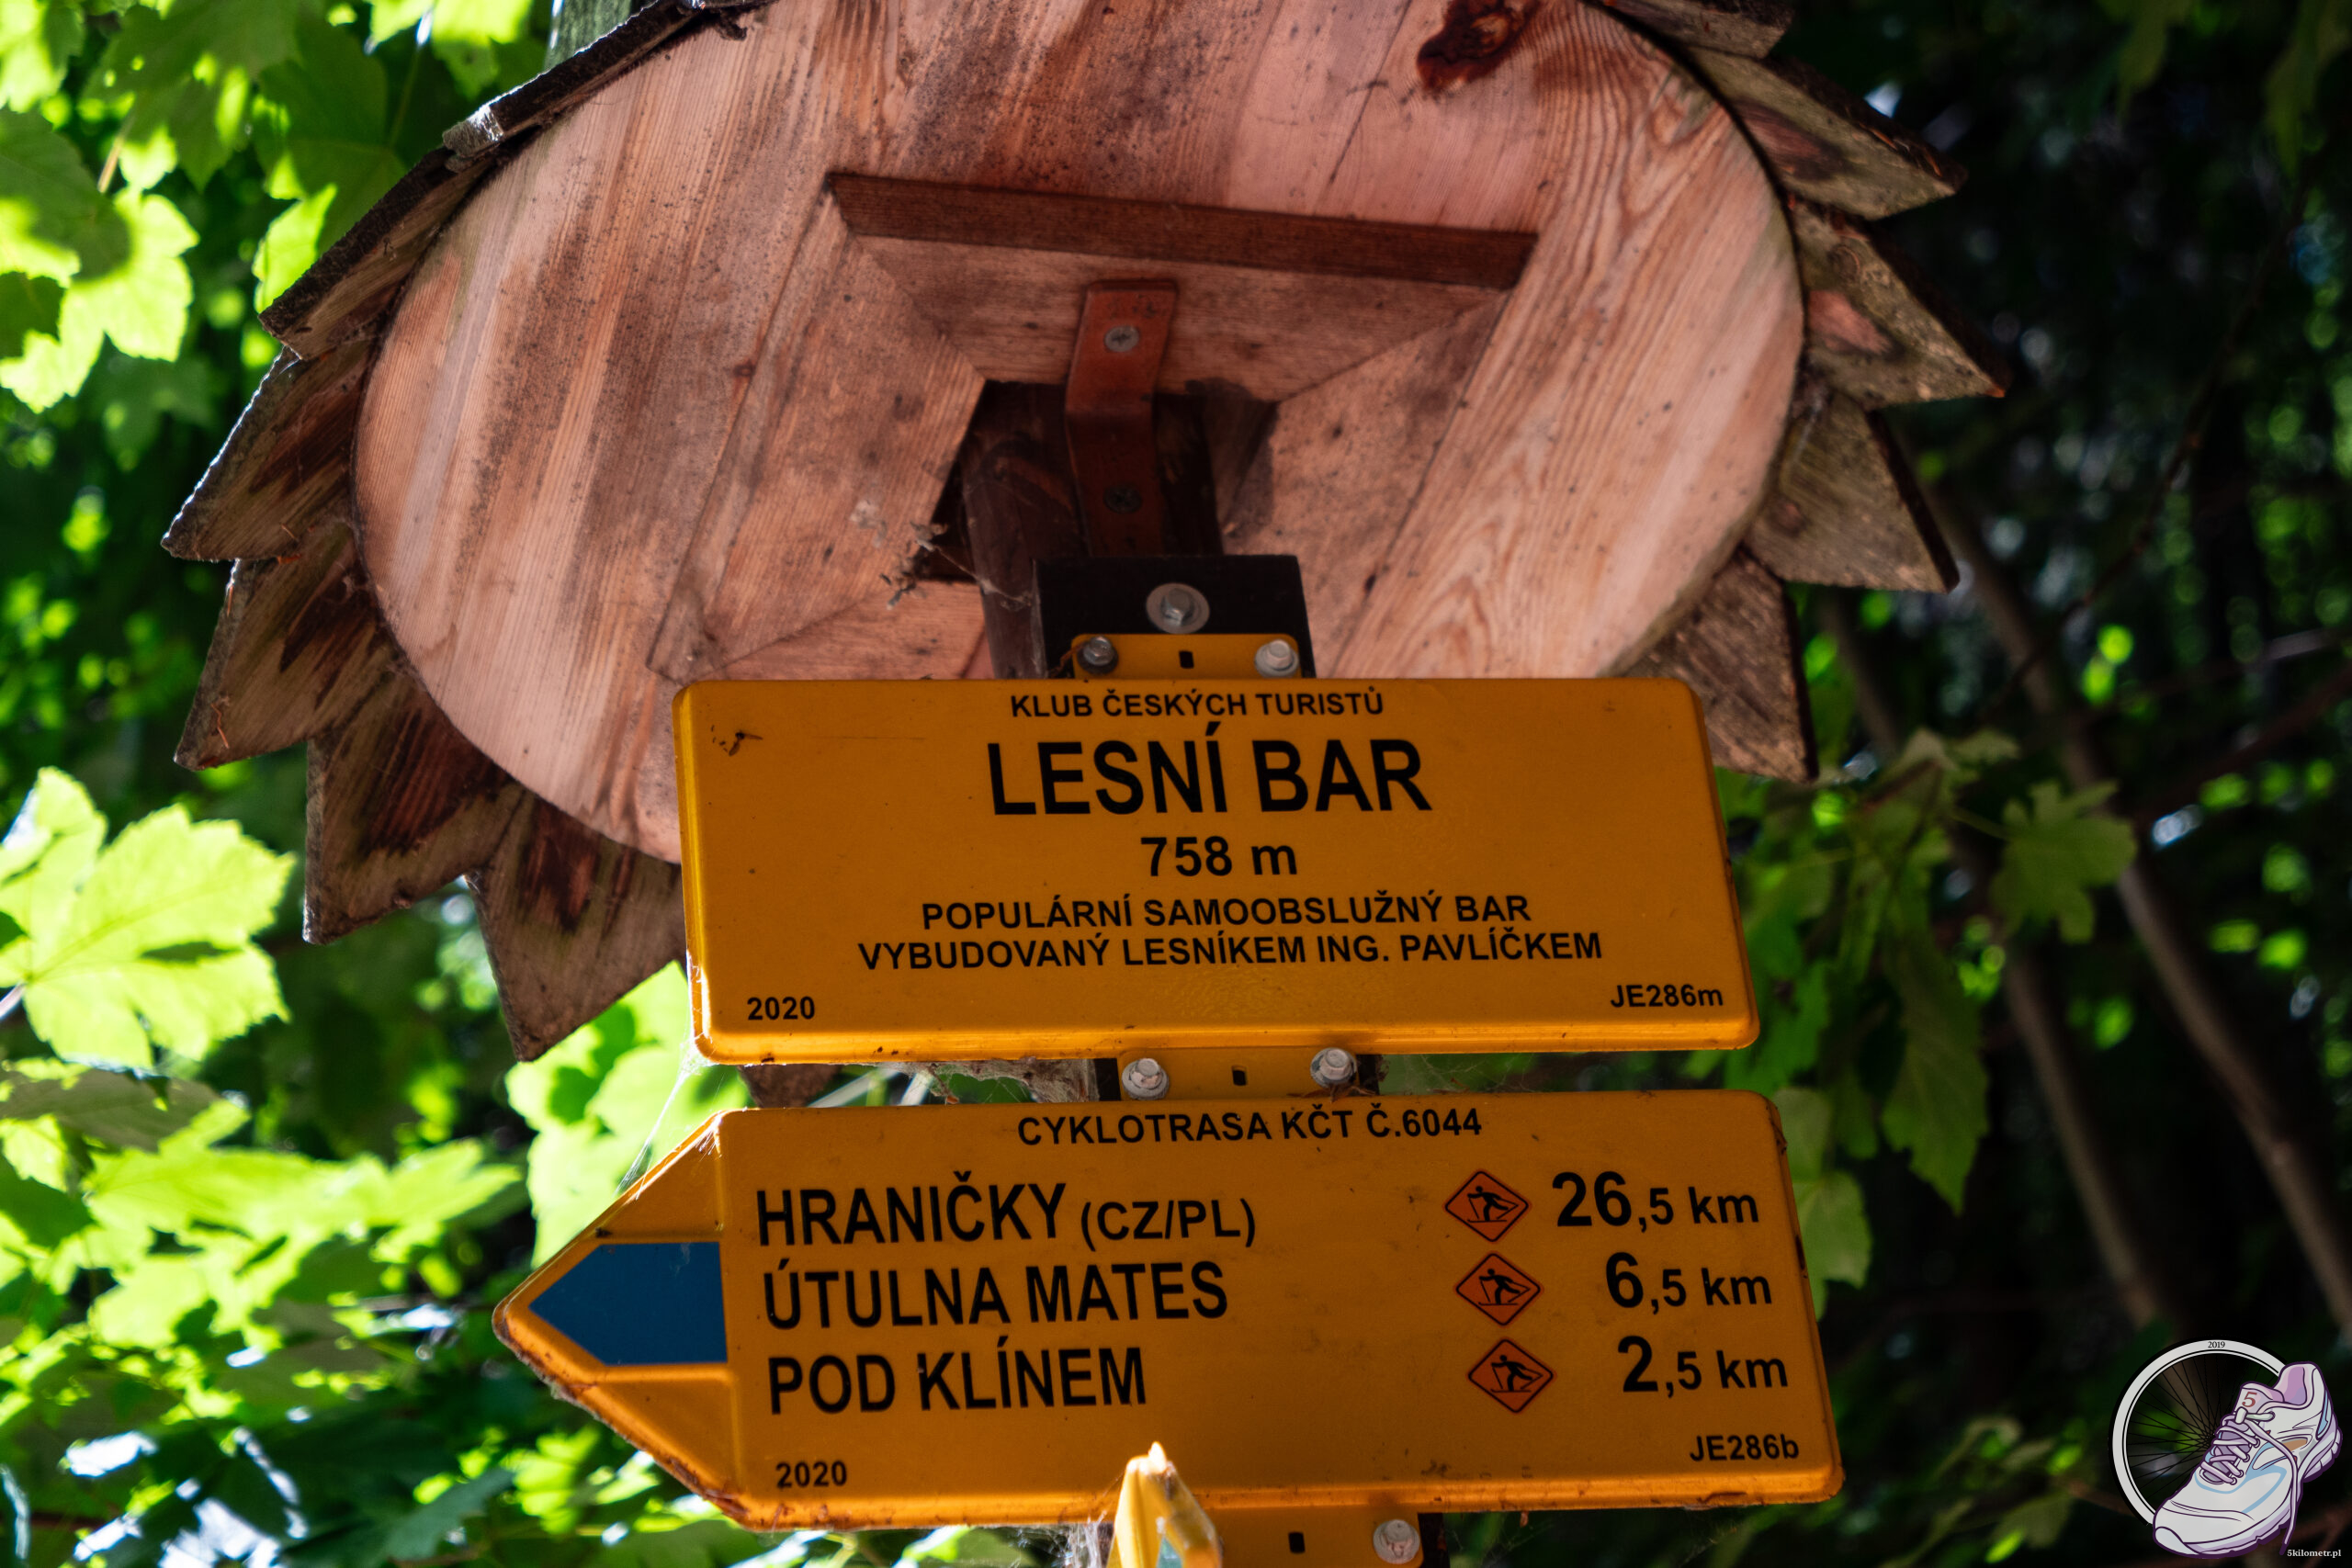 KLUB ČESKÝCH TURISTŮ
LESNÍ BAR
758 m
POPULÁRNÍ SAMOOBSLUŽNÝ BAR
VYBUDOVANÝ LESNÍKEM ING. PAVLÍČKEM
2020 JE286m
CYKLOTRASA KČT Č.6044
HRANIČKY (CZ/PL) 26,5 km
ÚTULNA MATES 6,5 km
POD KLÍNEM 2,5 km
2020 JE286b
2019
5
5kilometr.pl